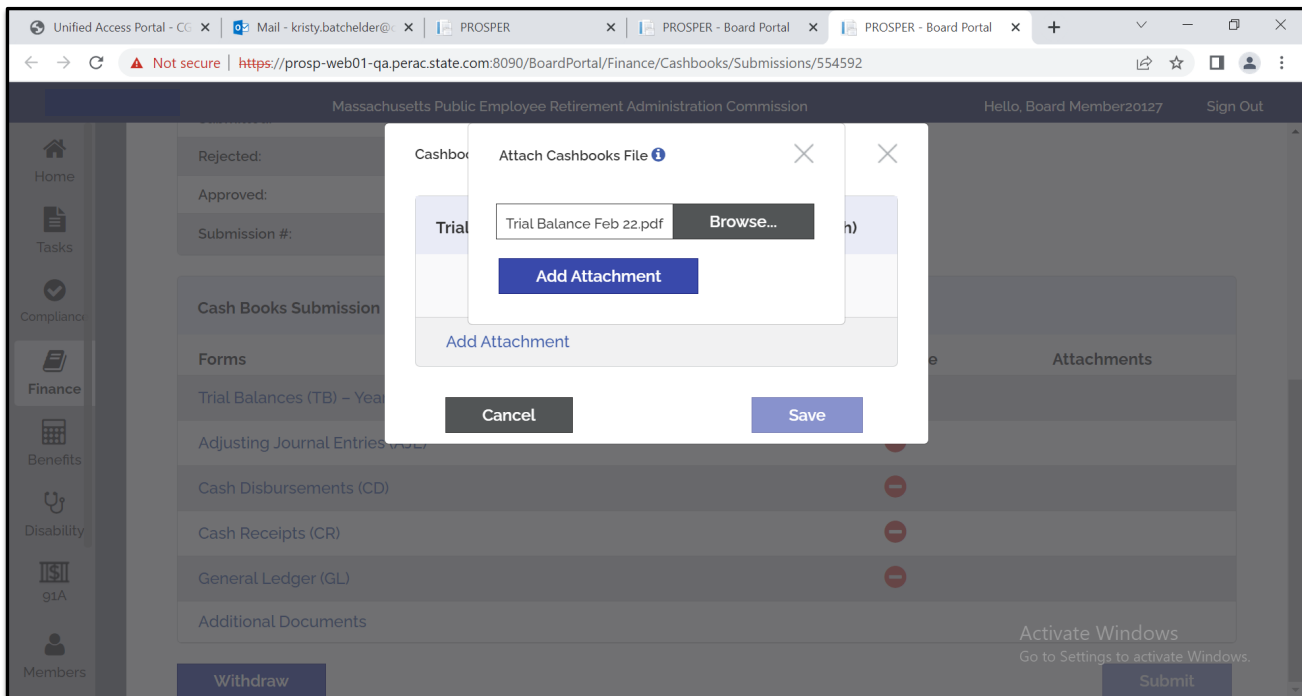 Unified Access Portal - CG
Mail - kristy.batchelder@
PROSPER
PROSPER - Board Portal
PROSPER - Board Portal
Not secure | https://prosp-web01-qa.perac.state.com:8090/BoardPortal/Finance/Cashbooks/Submissions/554592
Massachusetts Public Employee Retirement Administration Commission
Hello, Board Member20127
Sign Out
Home
Tasks
Compliance
Finance
Benefits
Disability
91A
Members
Rejected:
Approved:
Submission #:
Cashboo
Attach Cashbooks File
Trial Balance Feb 22.pdf
Browse...
Add Attachment
Trial
h)
Add Attachment
Cancel
Save
Cash Books Submission
Forms
e
Attachments
Trial Balances (TB) – Year
Adjusting Journal Entries (AJE)
Cash Disbursements (CD)
Cash Receipts (CR)
General Ledger (GL)
Additional Documents
Withdraw
Submit
Activate Windows
Go to Settings to activate Windows.